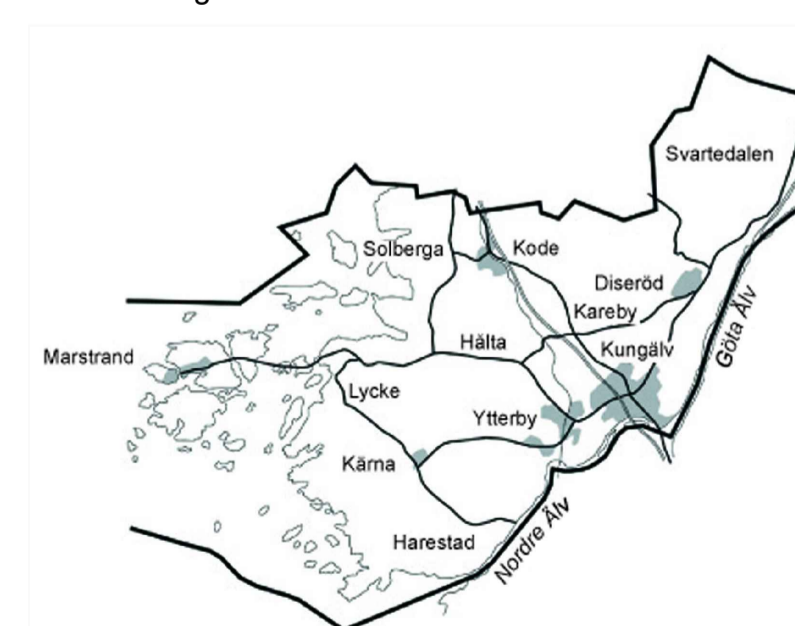 Svartedalen
Solberga
Kode
Diseröd
Kareby
Göta Älv
Hälta
Kungälv
Marstrand
Lycke
Ytterby
Kärna
Nordre Älv
Harestad